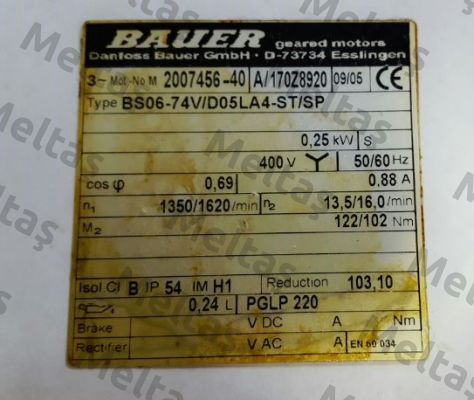 BAUER geared motors
Danfoss Bauer GmbH · D-73734 Esslingen
3~ Mot.-No M 2007456-40 A/170Z8920 09/05 CE
Type BS06-74V/D05LA4-ST/SP
0,25 kW S
400 V Y 50/60 Hz
cos φ 0,69 0.88 A
n1 1350/1620/min n2 13,5/16,0/min
M2 122/102 Nm
Isol.Cl B IP 54 IM H1 Reduction 103,10
0,24 L PGLP 220
Brake V DC A Nm
Rectifier V AC A EN 60 034
Meltaş